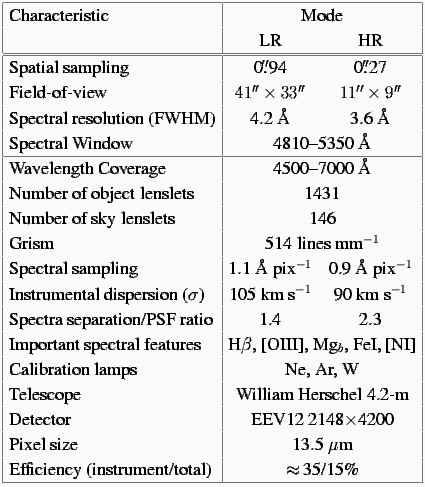 Characteristic Mode
LR HR
Spatial sampling 0″.94 0″.27
Field-of-view 41″ × 33″ 11″ × 9″
Spectral resolution (FWHM) 4.2 Å 3.6 Å
Spectral Window 4810–5350 Å
Wavelength Coverage 4500–7000 Å
Number of object lenslets 1431
Number of sky lenslets 146
Grism 514 lines mm⁻¹
Spectral sampling 1.1 Å pix⁻¹ 0.9 Å pix⁻¹
Instrumental dispersion (σ) 105 km s⁻¹ 90 km s⁻¹
Spectra separation/PSF ratio 1.4 2.3
Important spectral features Hβ, [OIII], Mgb, FeI, [NI]
Calibration lamps Ne, Ar, W
Telescope William Herschel 4.2-m
Detector EEV12 2148×4200
Pixel size 13.5 μm
Efficiency (instrument/total) ≈35/15%